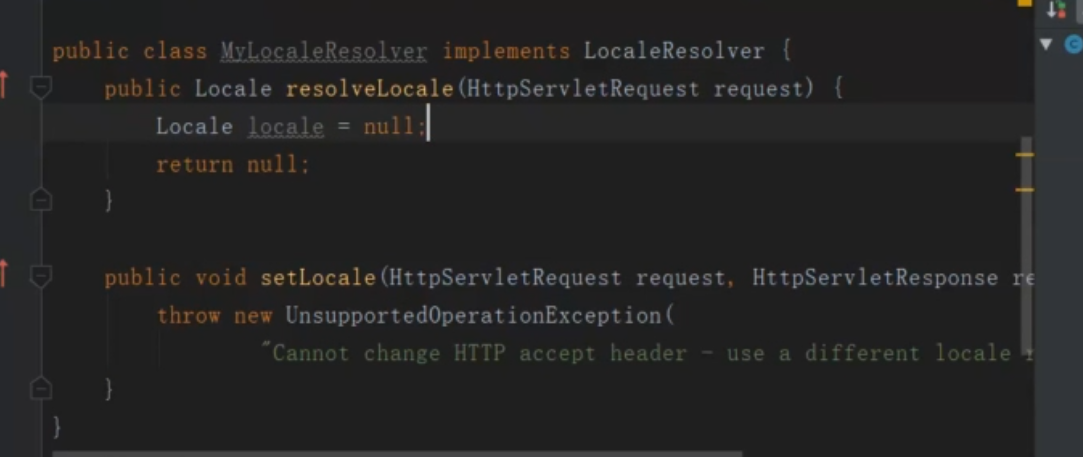 public class MyLocaleResolver implements LocaleResolver {
public Locale resolveLocale(HttpServletRequest request) {
Locale locale = null;
return null;
}
public void setLocale(HttpServletRequest request, HttpServletResponse re
throw new UnsupportedOperationException(
"Cannot change HTTP accept header - use a different locale
}
}